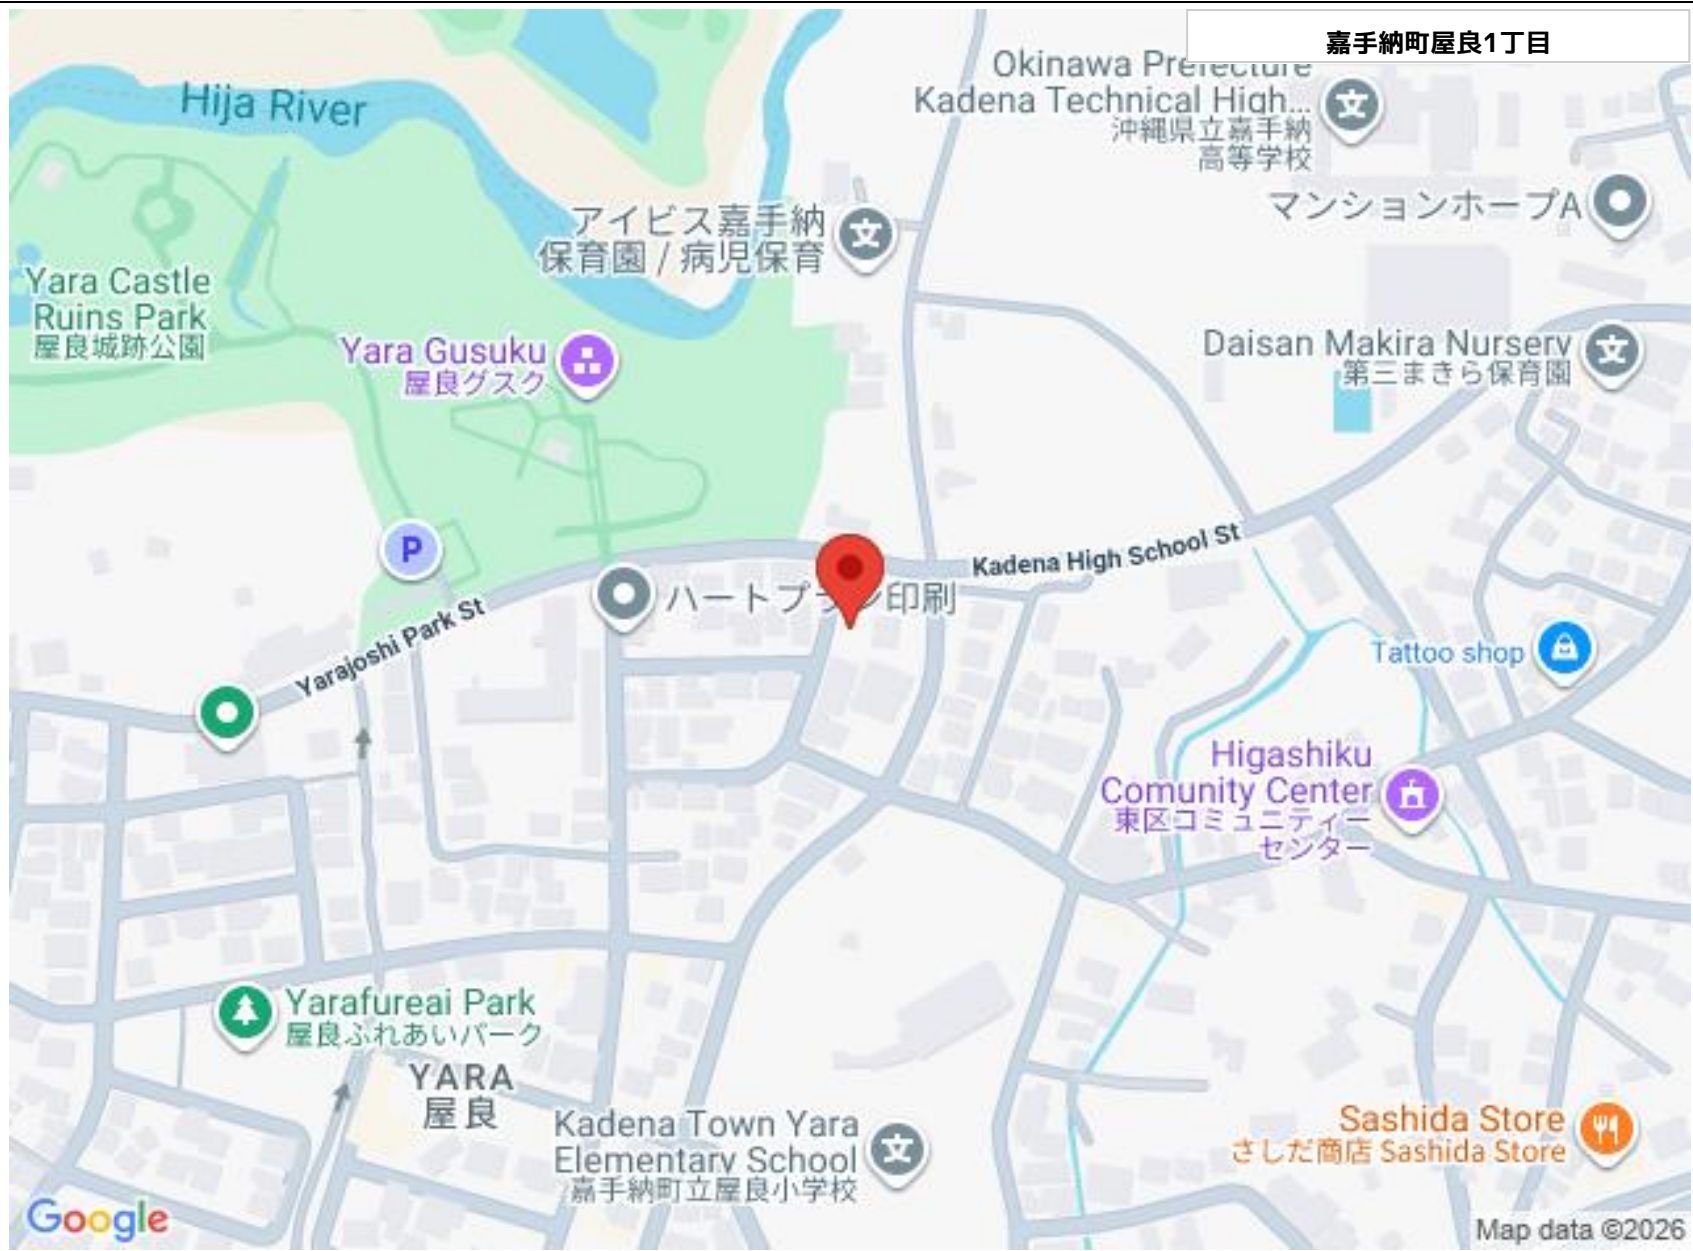 嘉手納町屋良1丁目
Okinawa Prefecture
Kadena Technical High...
沖縄県立嘉手納
高等学校
Hija River
マンションホープA
アイビス嘉手納
保育園 / 病児保育
Yara Castle
Ruins Park
屋良城跡公園
Yara Gusuku
屋良グスク
Daisan Makira Nursery
第三まきら保育園
P
Kadena High School St
ハートプラン印刷
Yarajoshi Park St
Tattoo shop
Higashiku
Comunity Center
東区コミュニティー
センター
Yarafureai Park
屋良ふれあいパーク
YARA
屋良
Kadena Town Yara
Elementary School
嘉手納町立屋良小学校
Sashida Store
さしだ商店 Sashida Store
Google
Map data ©2026